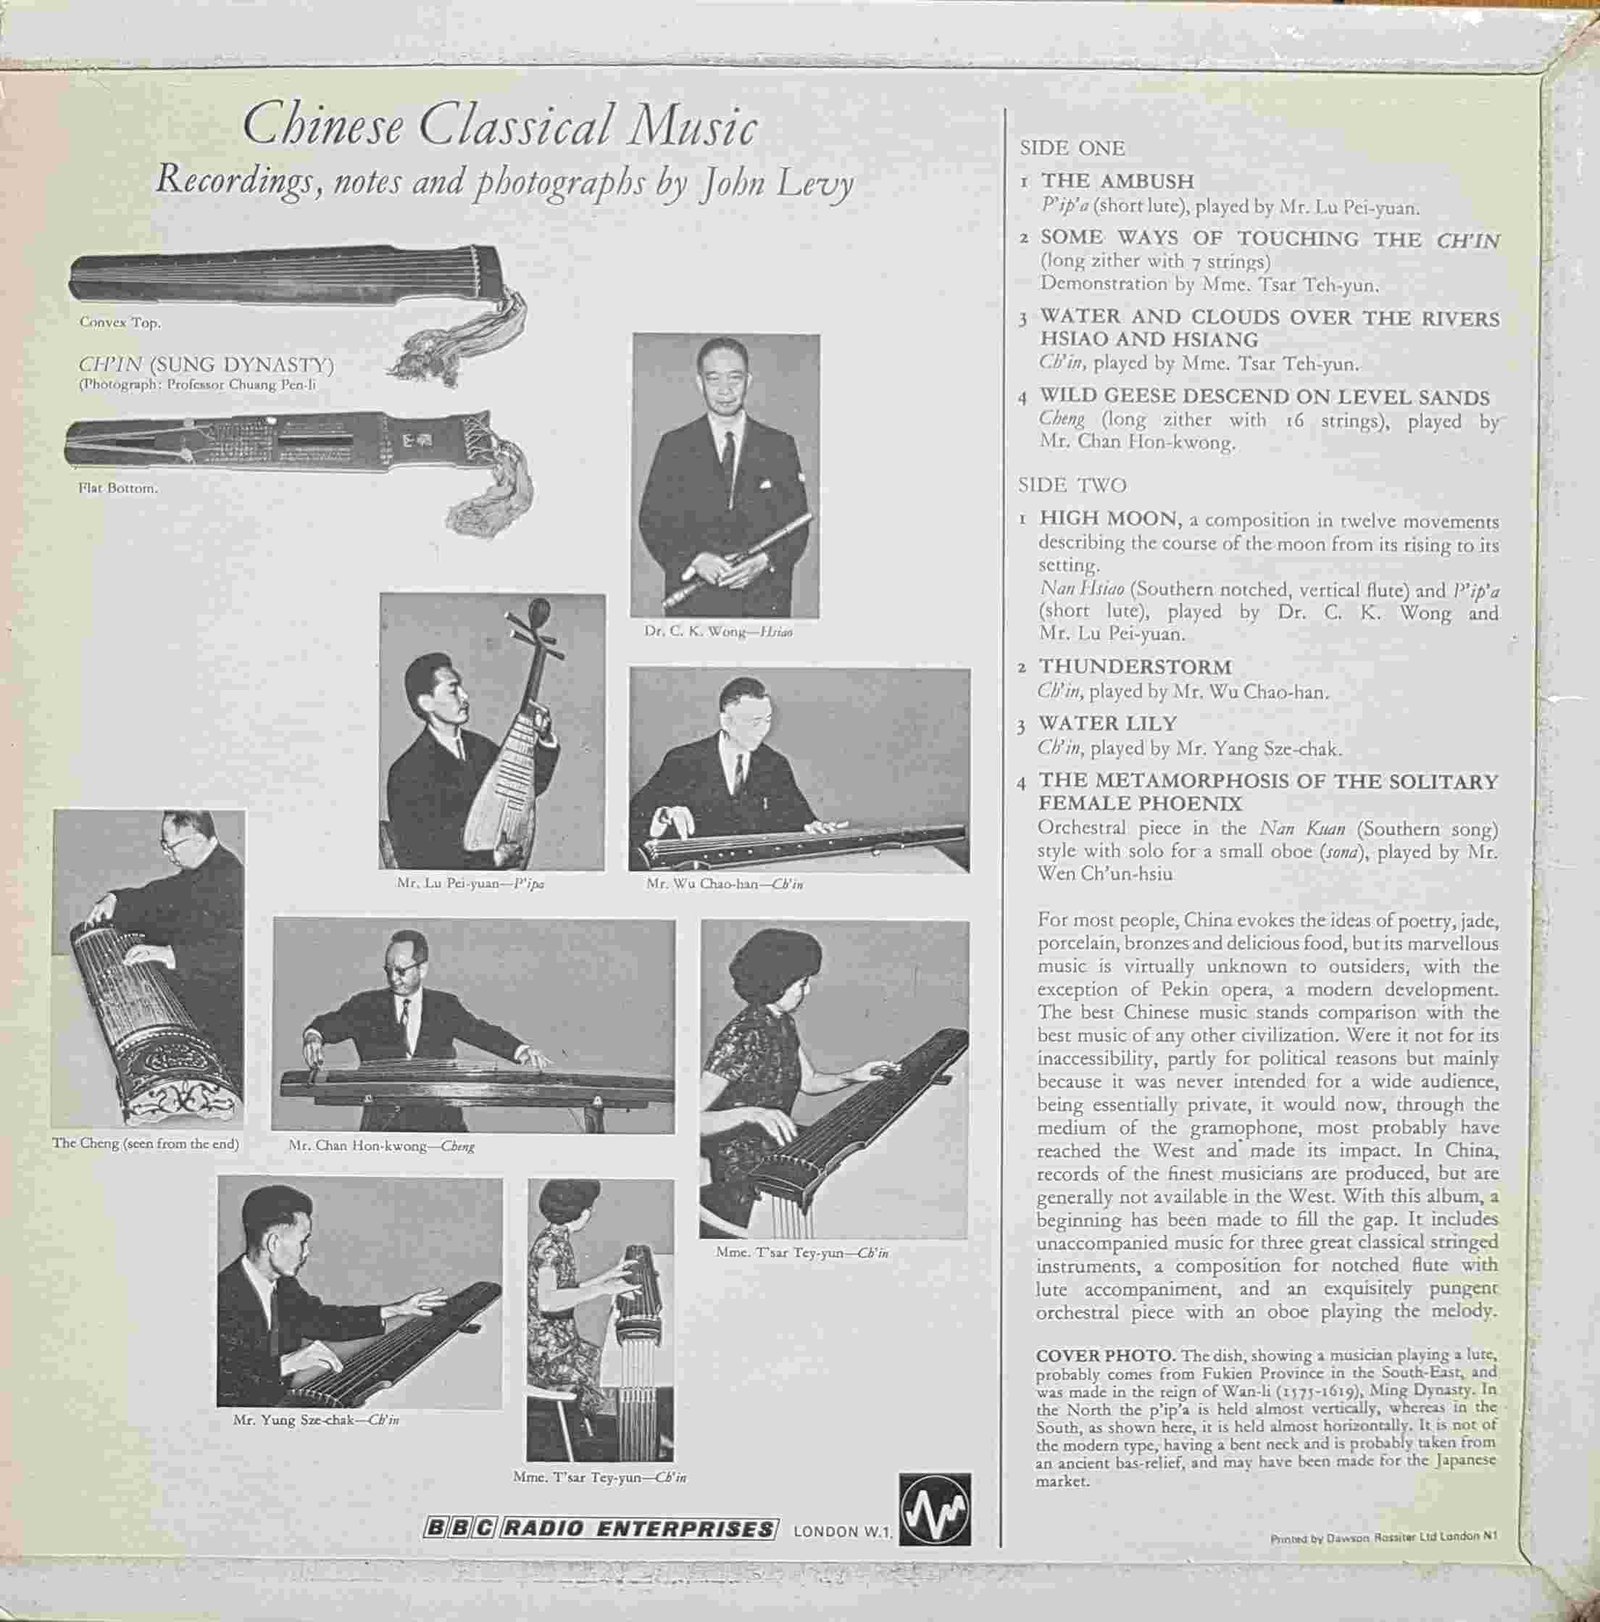 Chinese Classical Music
Recordings, notes and photographs by John Levy
Convex Top.
CH'IN (SUNG DYNASTY)
(Photograph: Professor Chuang Pen-li
Flat Bottom.
Dr. C. K. Wong—Hsiao
Mr. Lu Pei-yuan—P'ipa
Mr. Wu Chao-han—Ch'in
The Cheng (seen from the end)
Mr. Chan Hon-kwong—Cheng
Mme. T'sar Tey-yun—Ch'in
Mr. Yung Sze-chak—Ch'in
Mme. T'sar Tey-yun—Ch'in
BBC RADIO ENTERPRISES LONDON W.1.
SIDE ONE
1 THE AMBUSH
P'ip'a (short lute), played by Mr. Lu Pei-yuan.
2 SOME WAYS OF TOUCHING THE CH'IN
(long zither with 7 strings)
Demonstration by Mme. Tsar Teh-yun.
3 WATER AND CLOUDS OVER THE RIVERS
HSIAO AND HSIANG
Ch'in, played by Mme. Tsar Teh-yun.
4 WILD GEESE DESCEND ON LEVEL SANDS
Cheng (long zither with 16 strings), played by
Mr. Chan Hon-kwong.
SIDE TWO
1 HIGH MOON, a composition in twelve movements
describing the course of the moon from its rising to its
setting.
Nan Hsiao (Southern notched, vertical flute) and P'ip'a
(short lute), played by Dr. C. K. Wong and
Mr. Lu Pei-yuan.
2 THUNDERSTORM
Ch'in, played by Mr. Wu Chao-han.
3 WATER LILY
Ch'in, played by Mr. Yang Sze-chak.
4 THE METAMORPHOSIS OF THE SOLITARY
FEMALE PHOENIX
Orchestral piece in the Nan Kuan (Southern song)
style with solo for a small oboe (sona), played by Mr.
Wen Ch'un-hsiu
For most people, China evokes the ideas of poetry, jade,
porcelain, bronzes and delicious food, but its marvellous
music is virtually unknown to outsiders, with the
exception of Pekin opera, a modern development.
The best Chinese music stands comparison with the
best music of any other civilization. Were it not for its
inaccessibility, partly for political reasons but mainly
because it was never intended for a wide audience,
being essentially private, it would now, through the
medium of the gramophone, most probably have
reached the West and made its impact. In China,
records of the finest musicians are produced, but are
generally not available in the West. With this album, a
beginning has been made to fill the gap. It includes
unaccompanied music for three great classical stringed
instruments, a composition for notched flute with
lute accompaniment, and an exquisitely pungent
orchestral piece with an oboe playing the melody.
COVER PHOTO. The dish, showing a musician playing a lute,
probably comes from Fukien Province in the South-East, and
was made in the reign of Wan-li (1575-1619), Ming Dynasty. In
the North the p'ip'a is held almost vertically, whereas in the
South, as shown here, it is held almost horizontally. It is not of
the modern type, having a bent neck and is probably taken from
an ancient bas-relief, and may have been made for the Japanese
market.
Printed by Dawson Rossiter Ltd London N1